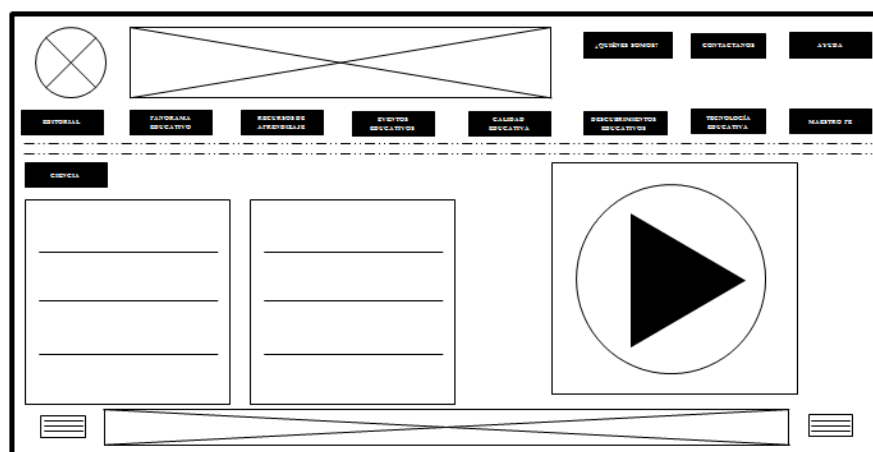 ¿QUIÉNES SOMOS?
CONTACTANOS
AYUDA
EDITORIAL
PANORAMA
EDUCATIVO
RECURSOS DE
APRENDIZAJE
EVENTOS
EDUCATIVOS
CALIDAD
EDUCATIVA
DESCUBRIMIENTOS
EDUCATIVOS
TECNOLOGÍA
EDUCATIVA
MAESTRO FE
CIENCIA